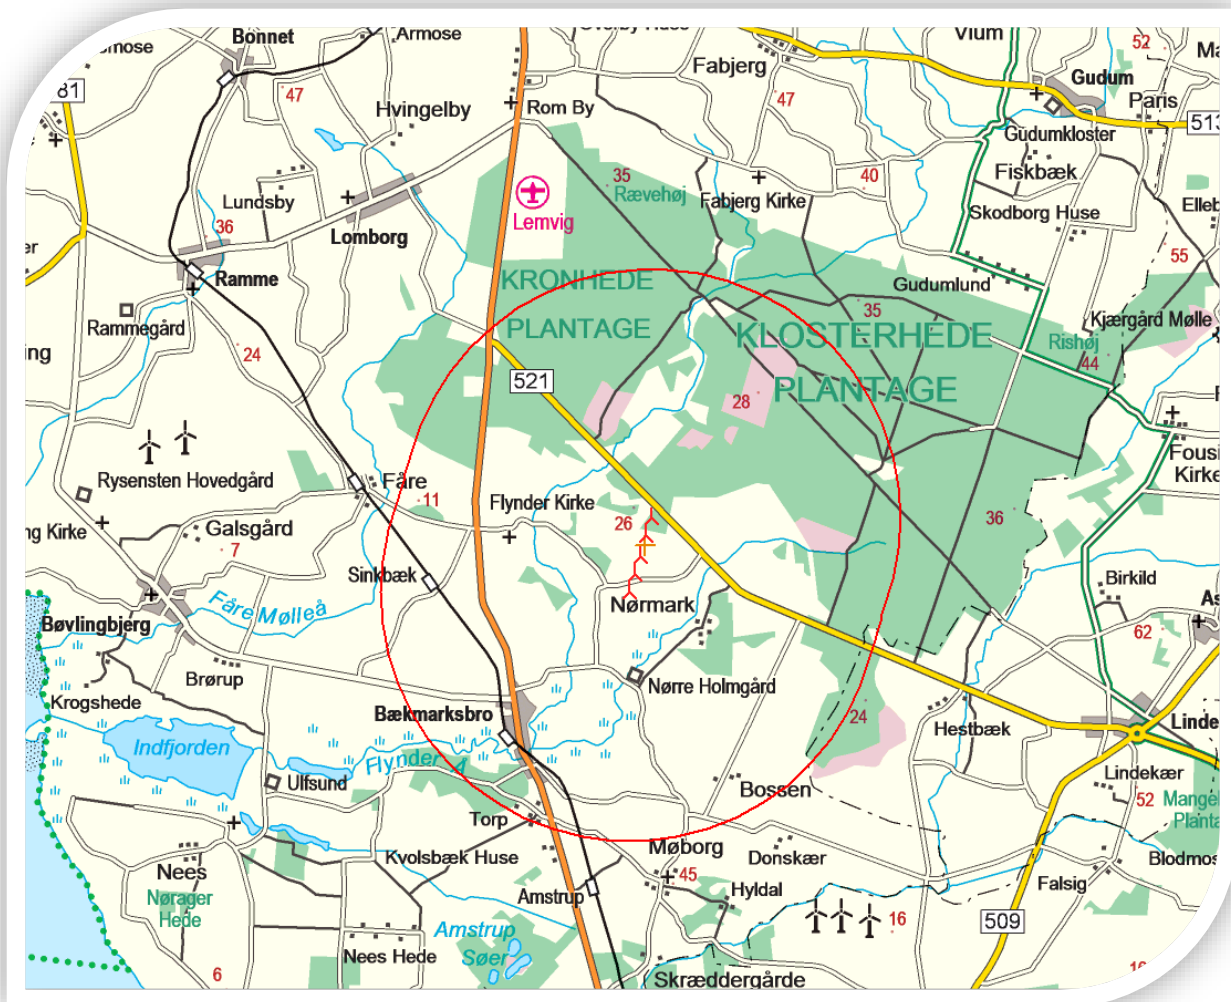 Bonnet
Armose
Vium
52
Fabjerg
Gudum
81
47
Hvingelby
Rom By
47
Paris
513
Gudumkloster
Fiskbæk
Lundsby
35
Rævehøj
Fabjerg Kirke
40
Skodborg Huse
36
Lomborg
Lemvig
55
Ramme
KRONHEDE
PLANTAGE
Gudumlund
35
Rammegård
KLOSTERHEDE
PLANTAGE
Kjærgård Mølle
Rishøj
44
24
521
28
Rysensten Hovedgård
Fåre
11
Flynder Kirke
Kirke
Galsgård
7
26
36
Sinkbæk
Nørmark
Birkild
Fåre Mølleå
Bøvlingbjerg
62
Brørup
Krogshede
Nørre Holmgård
Bækmarksbro
24
Hestbæk
Indfjorden
Flynder Å
Ulfsund
Bossen
Lindekær
52
Torp
Kvolsbæk Huse
Møborg
Donskær
Nees
Nørager
Hede
Amstrup
45
Hyldal
Falsig
Amstrup
Søer
16
509
Nees Hede
6
Skræddergårde